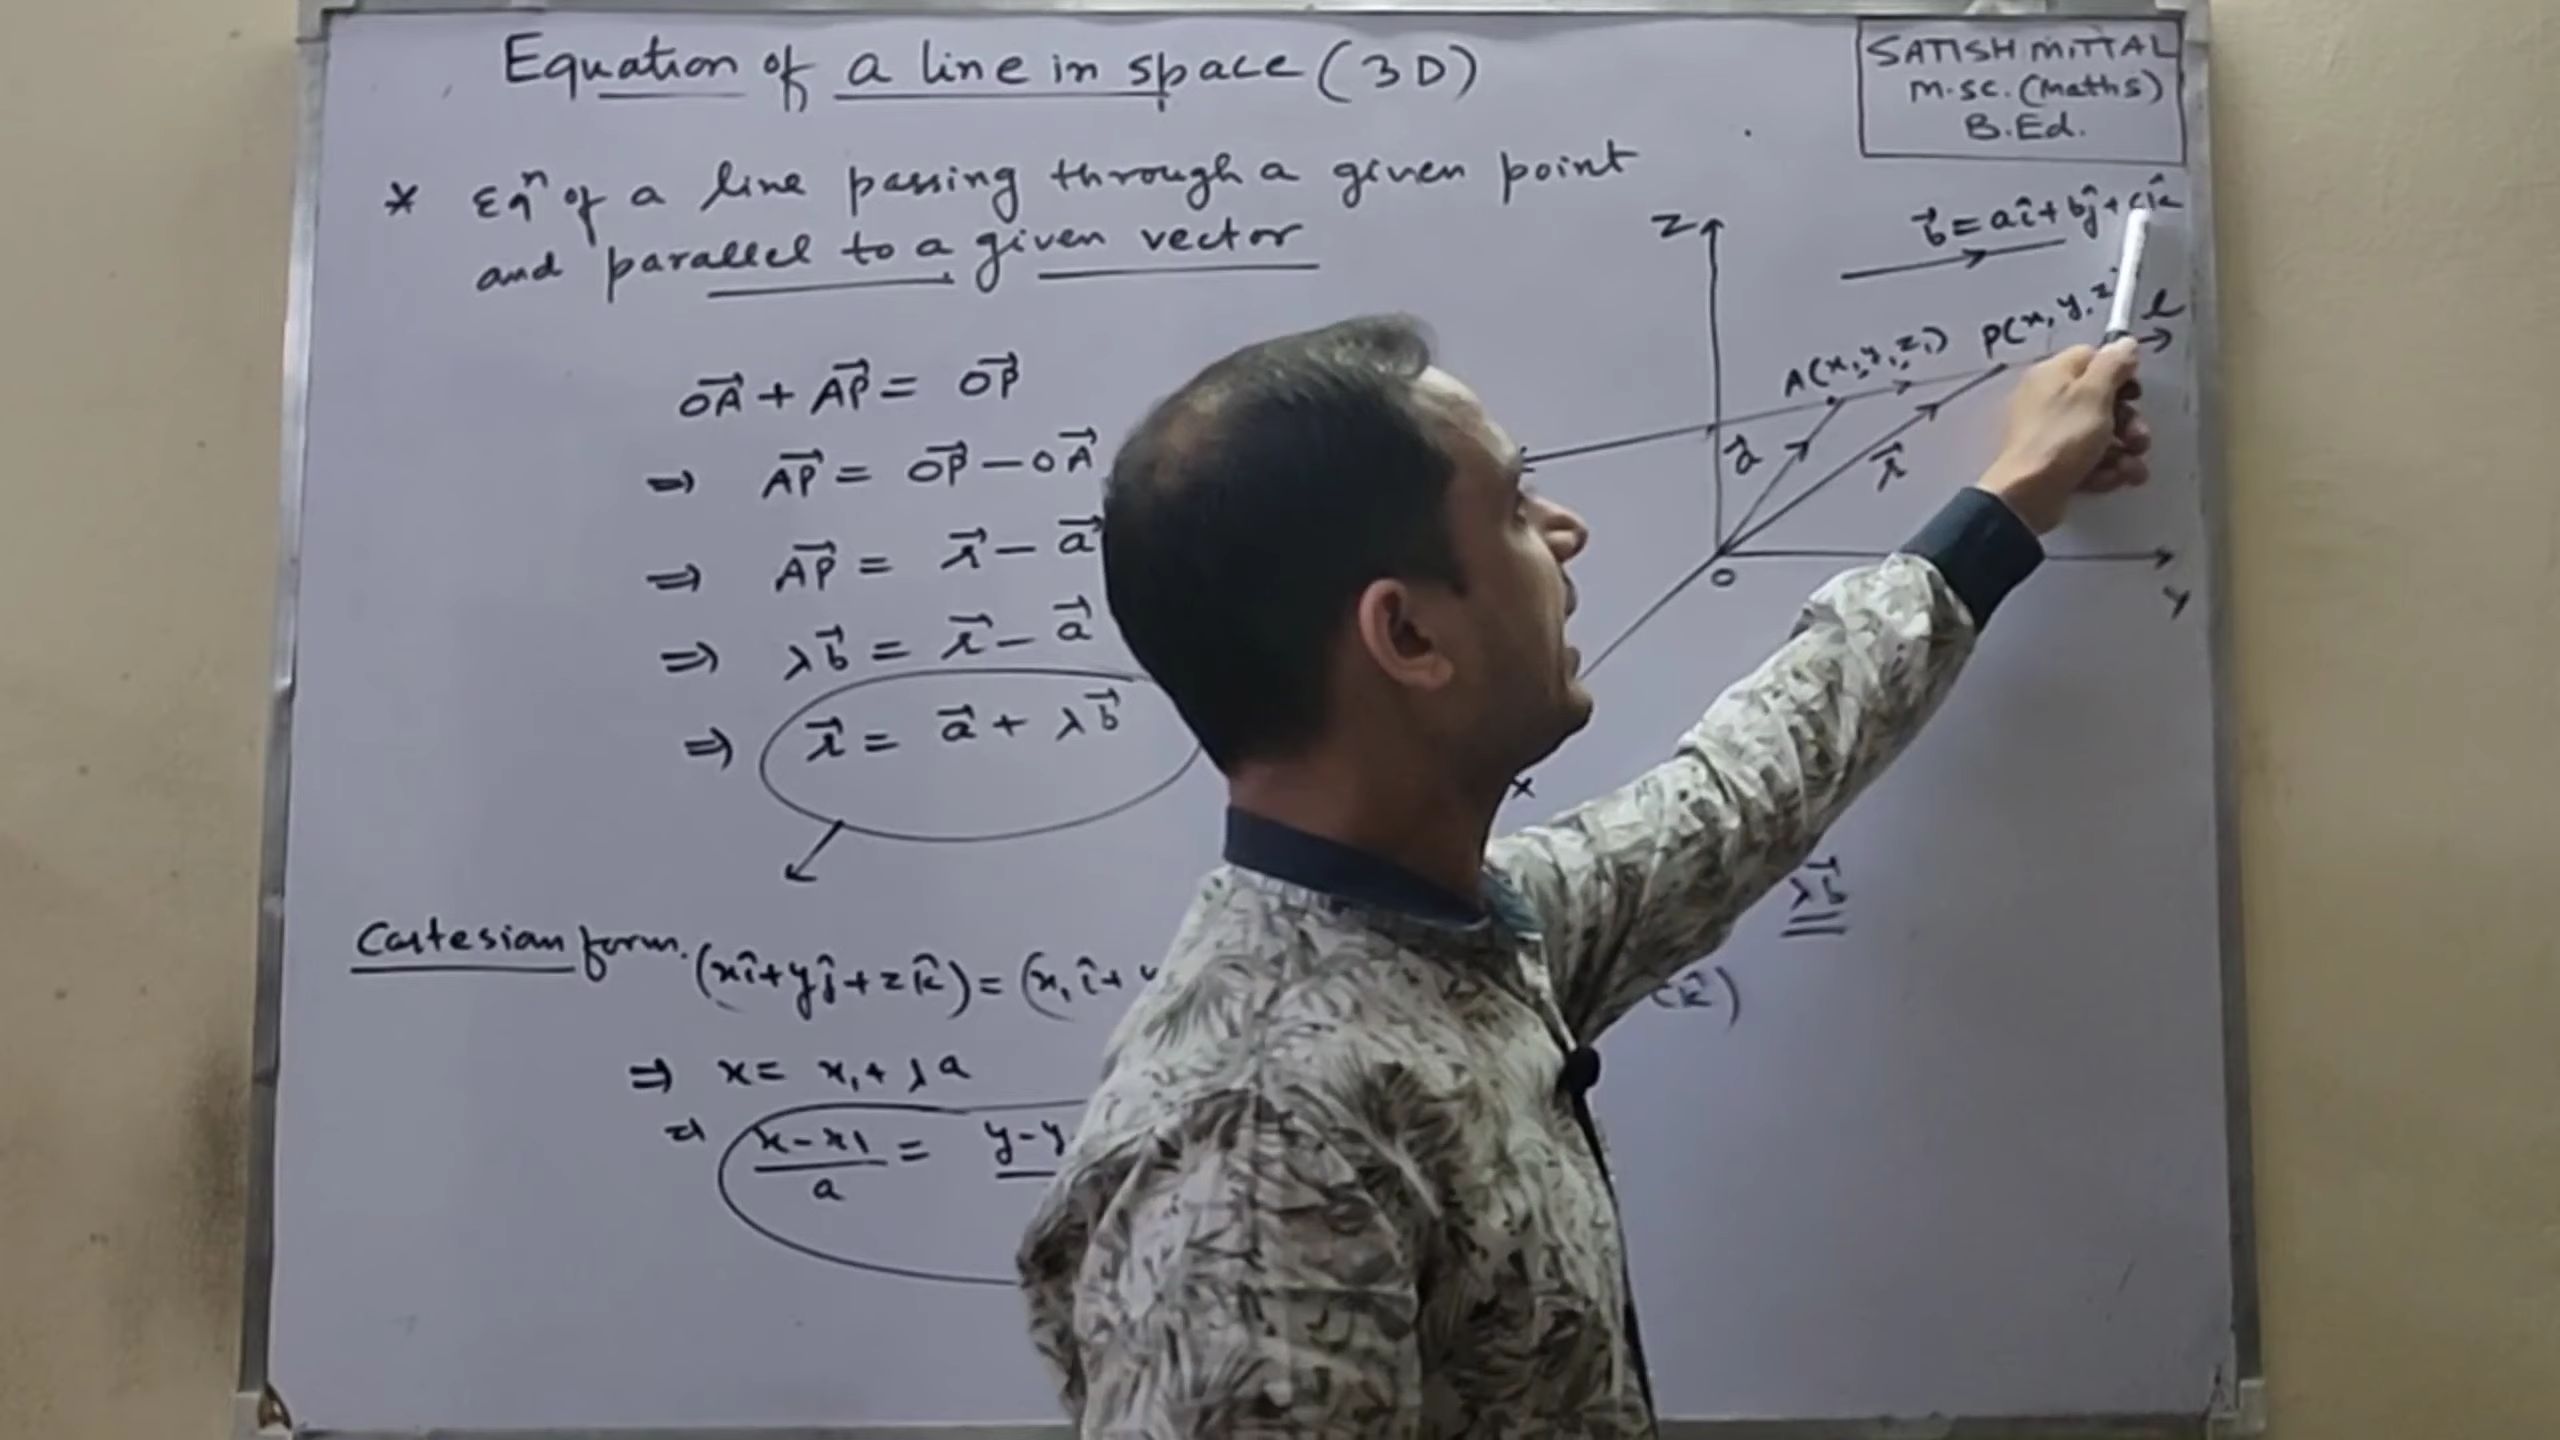 Equation of a line in space (3D)
SATISH MITTAL
M.Sc. (Maths)
B.Ed.
* Eqⁿ of a line passing through a given point
and parallel to a given vector
OA⃗ + AP⃗ = OP⃗
⇒ AP⃗ = OP⃗ − OA⃗
⇒ AP⃗ = r⃗ − a⃗
⇒ λb⃗ = r⃗ − a⃗
⇒ r⃗ = a⃗ + λb⃗
Z
b⃗ = aî + bĵ + ck̂
A(x₁, y₁, z₁)
P(x, y, z
l
a⃗
r⃗
O
Y
X
λb⃗
Cartesian form. (xî + yĵ + zk̂) = (x₁î +
k̂)
⇒ x = x₁ + λa
⇒ x − x₁ / a = y − y